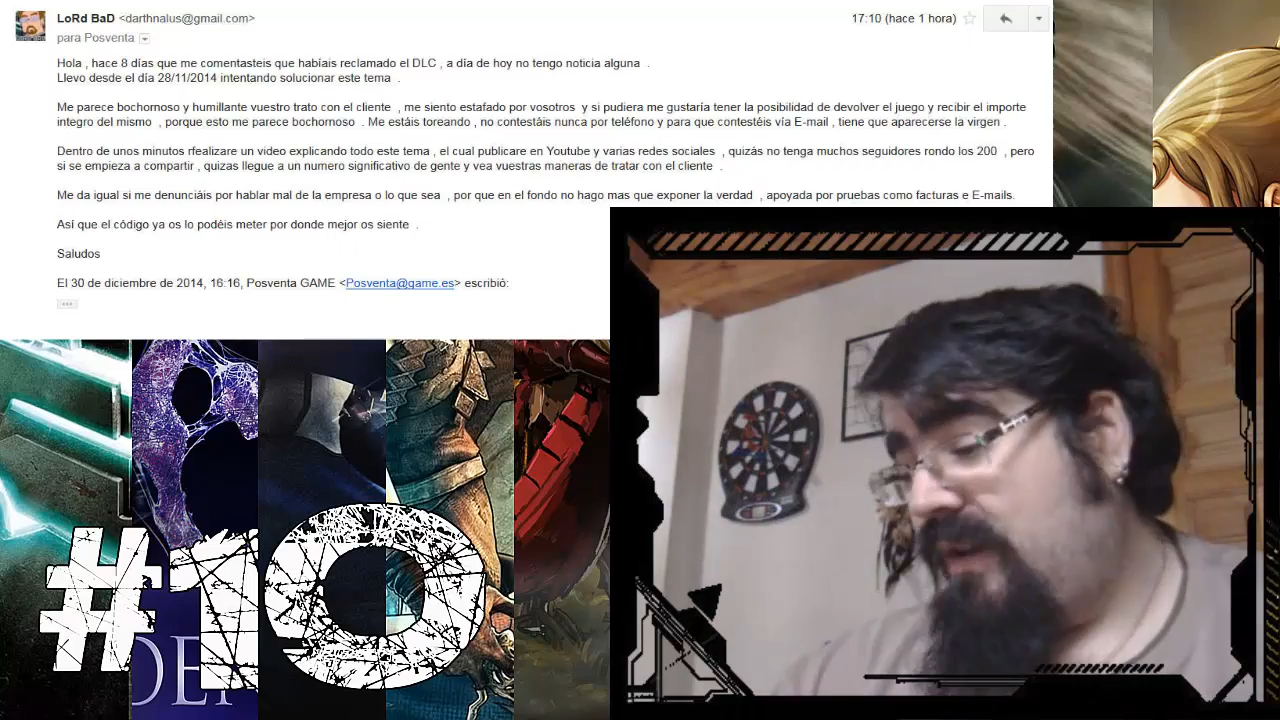 LoRd BaD <darthnalus@gmail.com>
17:10 (hace 1 hora)
para Posventa
Hola , hace 8 días que me comentasteis que habíais reclamado el DLC , a día de hoy no tengo noticia alguna .
Llevo desde el día 28/11/2014 intentando solucionar este tema .
Me parece bochornoso y humillante vuestro trato con el cliente , me siento estafado por vosotros y si pudiera me gustaría tener la posibilidad de devolver el juego y recibir el importe
integro del mismo , porque esto me parece bochornoso . Me estáis toreando , no contestáis nunca por teléfono y para que contestéis vía E-mail , tiene que aparecerse la virgen .
Dentro de unos minutos rfealizare un video explicando todo este tema , el cual publicare en Youtube y varias redes sociales , quizás no tenga muchos seguidores rondo los 200 , pero
si se empieza a compartir , quizas llegue a un numero significativo de gente y vea vuestras maneras de tratar con el cliente .
Me da igual si me denunciáis por hablar mal de la empresa o lo que sea , por que en el fondo no hago mas que exponer la verdad , apoyada por pruebas como facturas e E-mails.
Así que el código ya os lo podéis meter por donde mejor os siente .
Saludos
El 30 de diciembre de 2014, 16:16, Posventa GAME <Posventa@game.es> escribió:
#10